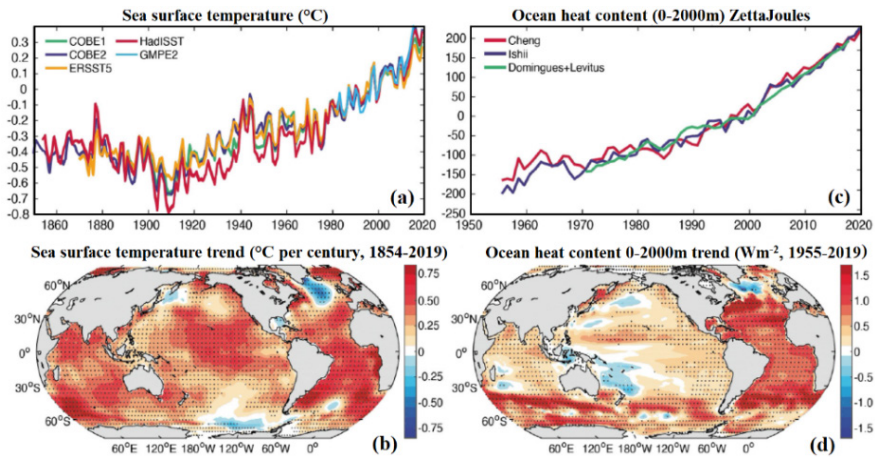 Sea surface temperature (°C)
0.3
0.2
0.1
0
-0.1
-0.2
-0.3
-0.4
-0.5
-0.6
-0.7
-0.8
COBE1
COBE2
ERSST5
HadISST
GMPE2
(a)
1860 1880 1900 1920 1940 1960 1980 2000 2020
Ocean heat content (0-2000m) ZettaJoules
200
150
100
50
0
-50
-100
-150
-200
-250
Cheng
Ishii
Domingues+Levitus
(c)
1950 1960 1970 1980 1990 2000 2010 2020
Sea surface temperature trend (°C per century, 1854-2019)
60°N
30°N
0°
30°S
60°S
60°E 120°E 180°W 120°W 60°W 0°
(b)
0.75
0.50
0.25
0
-0.25
-0.50
-0.75
Ocean heat content 0-2000m trend (Wm-2, 1955-2019)
60°N
30°N
0°
30°S
60°S
60°E 120°E 180°W 120°W 60°W 0°
(d)
1.5
1.0
0.5
0
-0.5
-1.0
-1.5